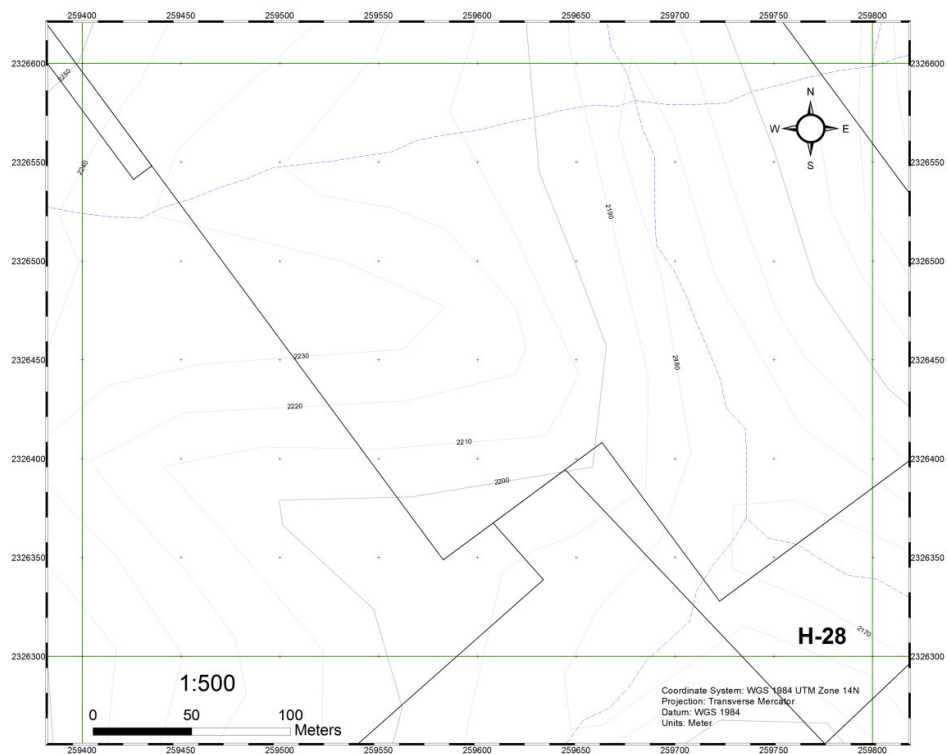 259400 259450 259500 259550 259600 259650 259700 259750 259800
2326600 2326600
2250
N
W E
S
2326550 2326550
2240
2190
2326500 2326500
2230
2326450 2326450
2180
2220
2210
2326400 2326400
2200
2326350 2326350
2170
H-28
2326300 2326300
1:500
0 50 100
Meters
Coordinate System: WGS 1984 UTM Zone 14N
Projection: Transverse Mercator
Datum: WGS 1984
Units: Meter
259400 259450 259500 259550 259600 259650 259700 259750 259800